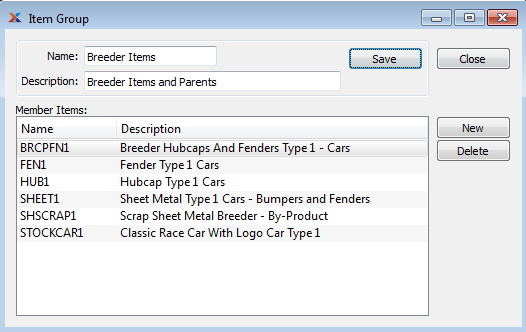 Item Group
Name: Breeder Items Save Close
Description: Breeder Items and Parents
Member Items:
Name Description New
BRCPFN1 Breeder Hubcaps And Fenders Type 1 - Cars Delete
FEN1 Fender Type 1 Cars
HUB1 Hubcap Type 1 Cars
SHEET1 Sheet Metal Type 1 Cars - Bumpers and Fenders
SHSCRAP1 Scrap Sheet Metal Breeder - By-Product
STOCKCAR1 Classic Race Car With Logo Car Type 1